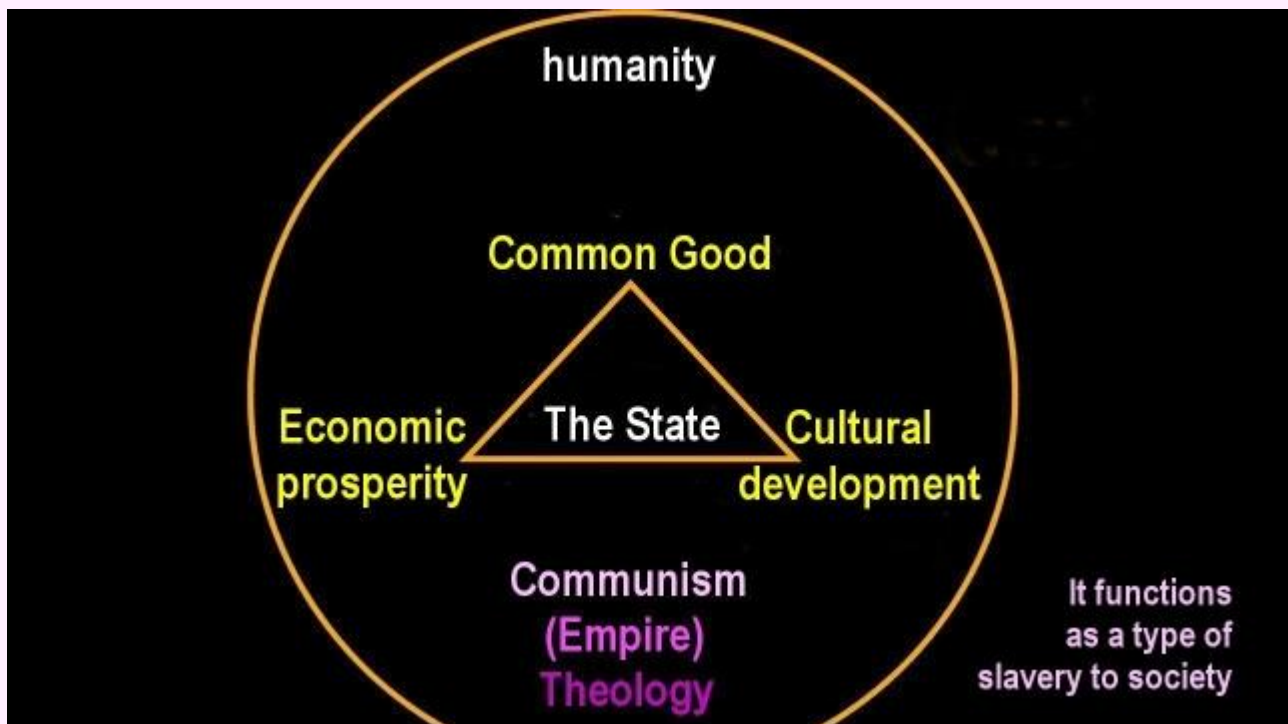 humanity
Common Good
The State
Economic
prosperity
Cultural
development
Communism
(Empire)
Theology
It functions
as a type of
slavery to society